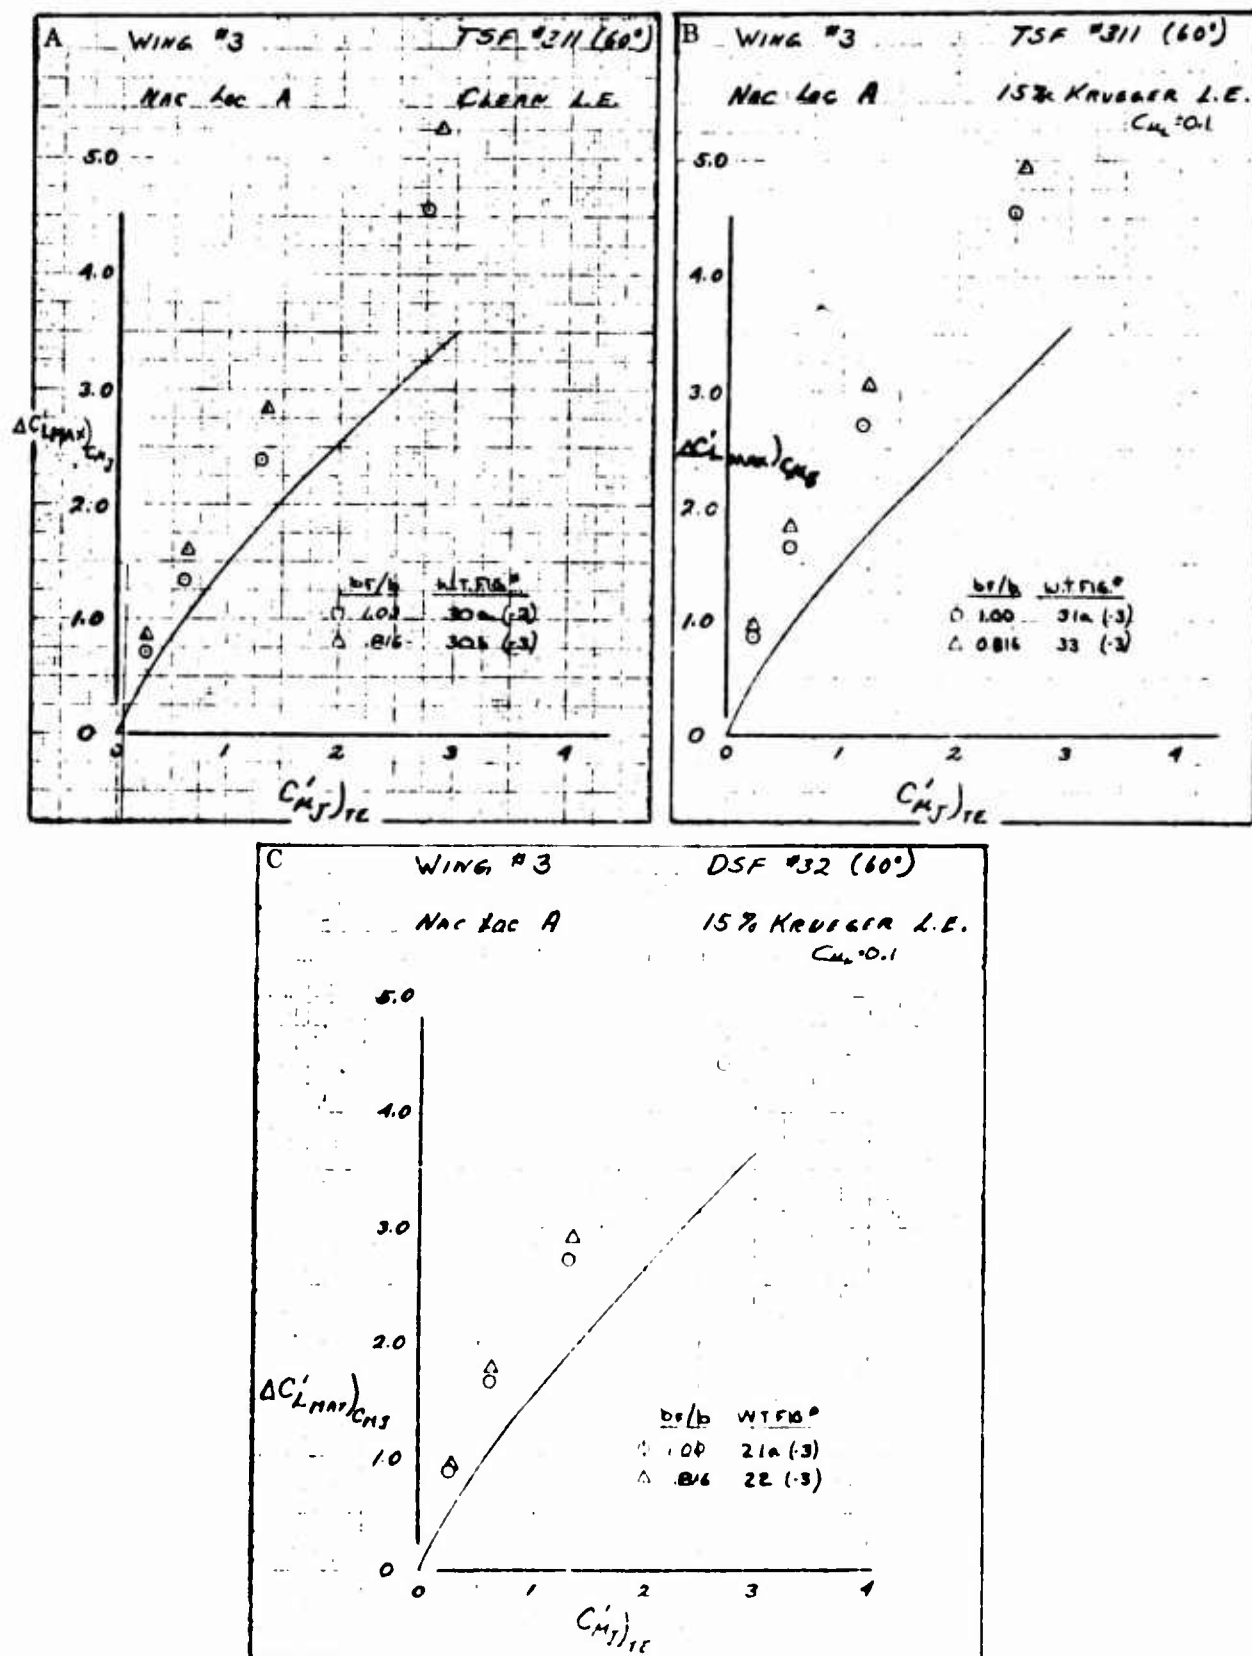 A WING #3 TSF #211 (60°)
NAC LOC A CLEAN L.E.
5.0
4.0
3.0
ΔC'LMAX)CμJ
2.0
bF/b W.T.FIG#
○ 1.00 30a (-2)
1.0
△ .816 30b (-3)
0
0 1 2 3 4
C'μJ)TE
B WING #3 TSF #311 (60°)
NAC LOC A 15% KRUEGER L.E.
CμL=0.1
5.0
4.0
3.0
2.0
bF/b W.T FIG#
○ 1.00 31a (-3)
1.0
△ 0.816 33 (-3)
0
0 1 2 3 4
C'μJ)TE
C WING #3 DSF #32 (60°)
NAC LOC A 15% KRUEGER L.E.
CμL=0.1
5.0
4.0
3.0
2.0
ΔC'LMAX)CμJ
bF/b WT FIG#
1.00 21a (-3)
1.0
△ .816 22 (-3)
0
0 1 2 3 4
C'μJ)TE